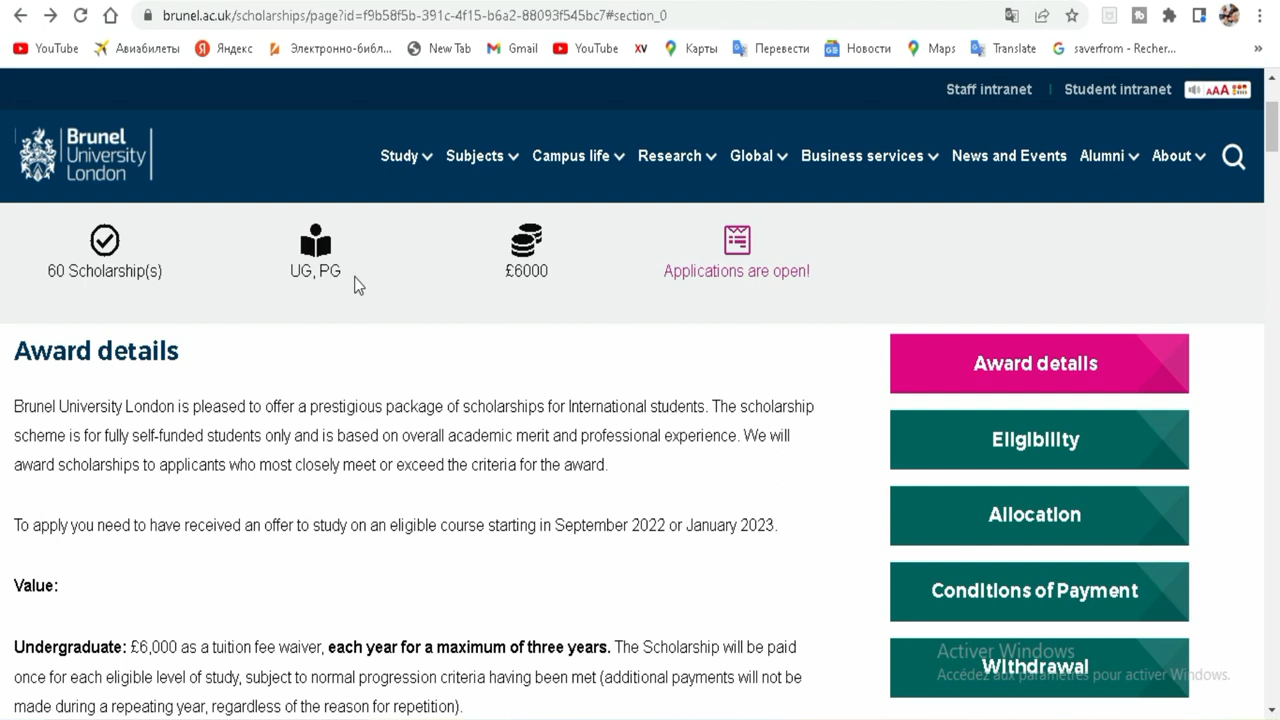 brunel.ac.uk/scholarships/page?id=f9b58f5b-391c-4f15-b6a2-88093f545bc7#section_0
YouTube Авиабилеты Яндекс Электронно-библ... New Tab Gmail YouTube XV Карты Перевести Новости Maps Translate saverfrom - Recher... »
Staff intranet | Student intranet AAA
Brunel
University
London
Study Subjects Campus life Research Global Business services News and Events Alumni About
60 Scholarship(s) UG, PG £6000 Applications are open!
Award details
Brunel University London is pleased to offer a prestigious package of scholarships for International students. The scholarship
scheme is for fully self-funded students only and is based on overall academic merit and professional experience. We will
award scholarships to applicants who most closely meet or exceed the criteria for the award.
To apply you need to have received an offer to study on an eligible course starting in September 2022 or January 2023.
Value:
Undergraduate: £6,000 as a tuition fee waiver, each year for a maximum of three years. The Scholarship will be paid
once for each eligible level of study, subject to normal progression criteria having been met (additional payments will not be
made during a repeating year, regardless of the reason for repetition).
Award details
Eligibility
Allocation
Conditions of Payment
Withdrawal
Activer Windows
Accédez aux paramètres pour activer Windows.